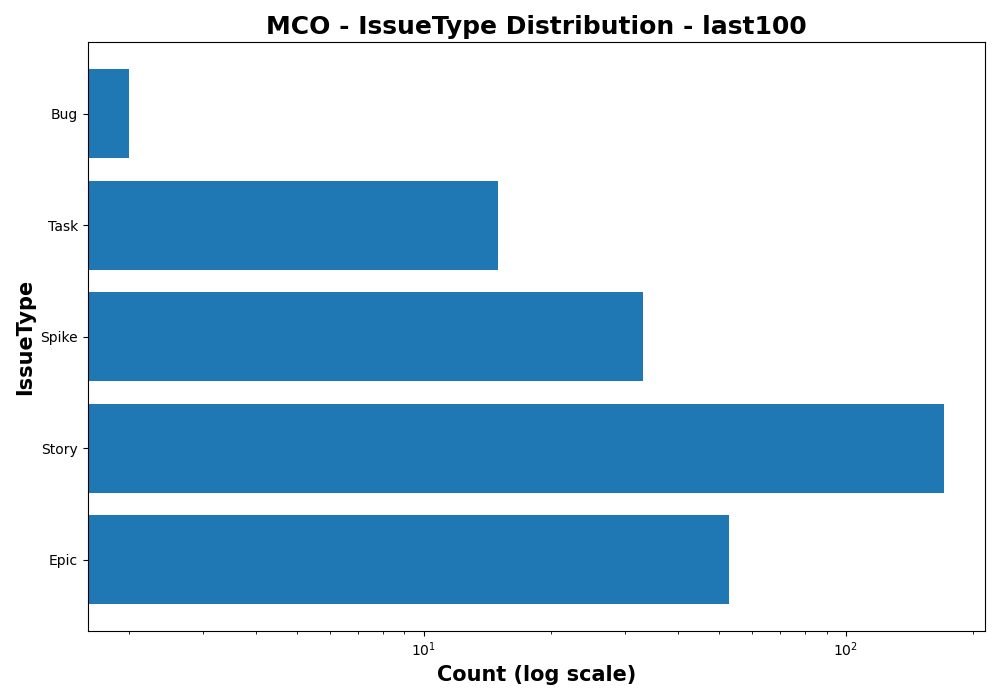 MCO - IssueType Distribution - last100
IssueType
Bug
Task
Spike
Story
Epic
10¹
10²
Count (log scale)